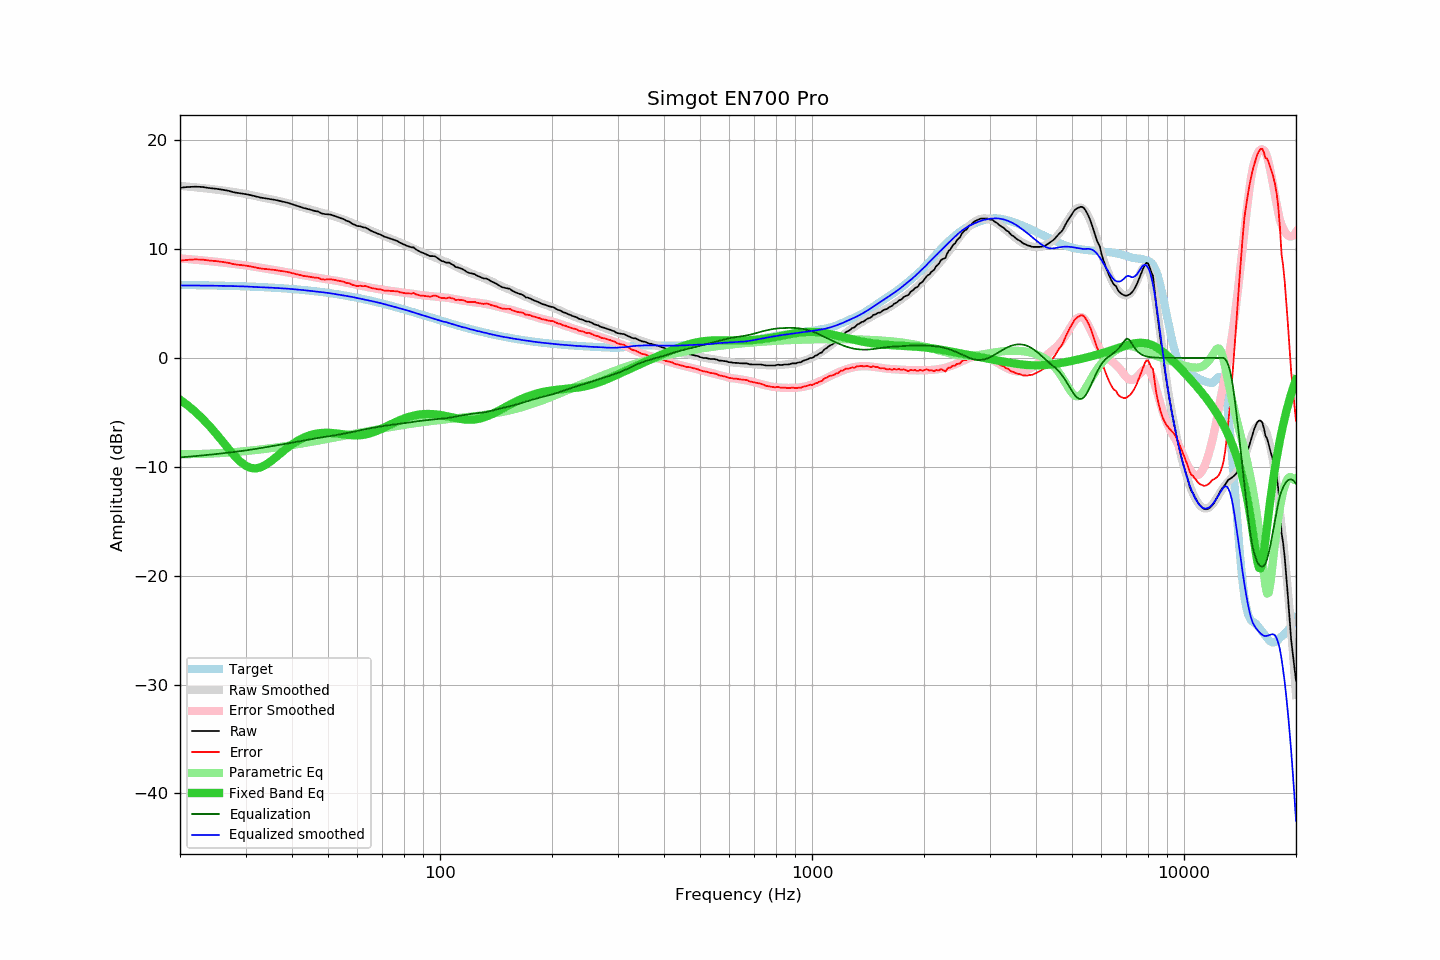 Simgot EN700 Pro
20
10
0
−10
−20
−30
−40
Amplitude (dBr)
Target
Raw Smoothed
Error Smoothed
Raw
Error
Parametric Eq
Fixed Band Eq
Equalization
Equalized smoothed
100
1000
10000
Frequency (Hz)